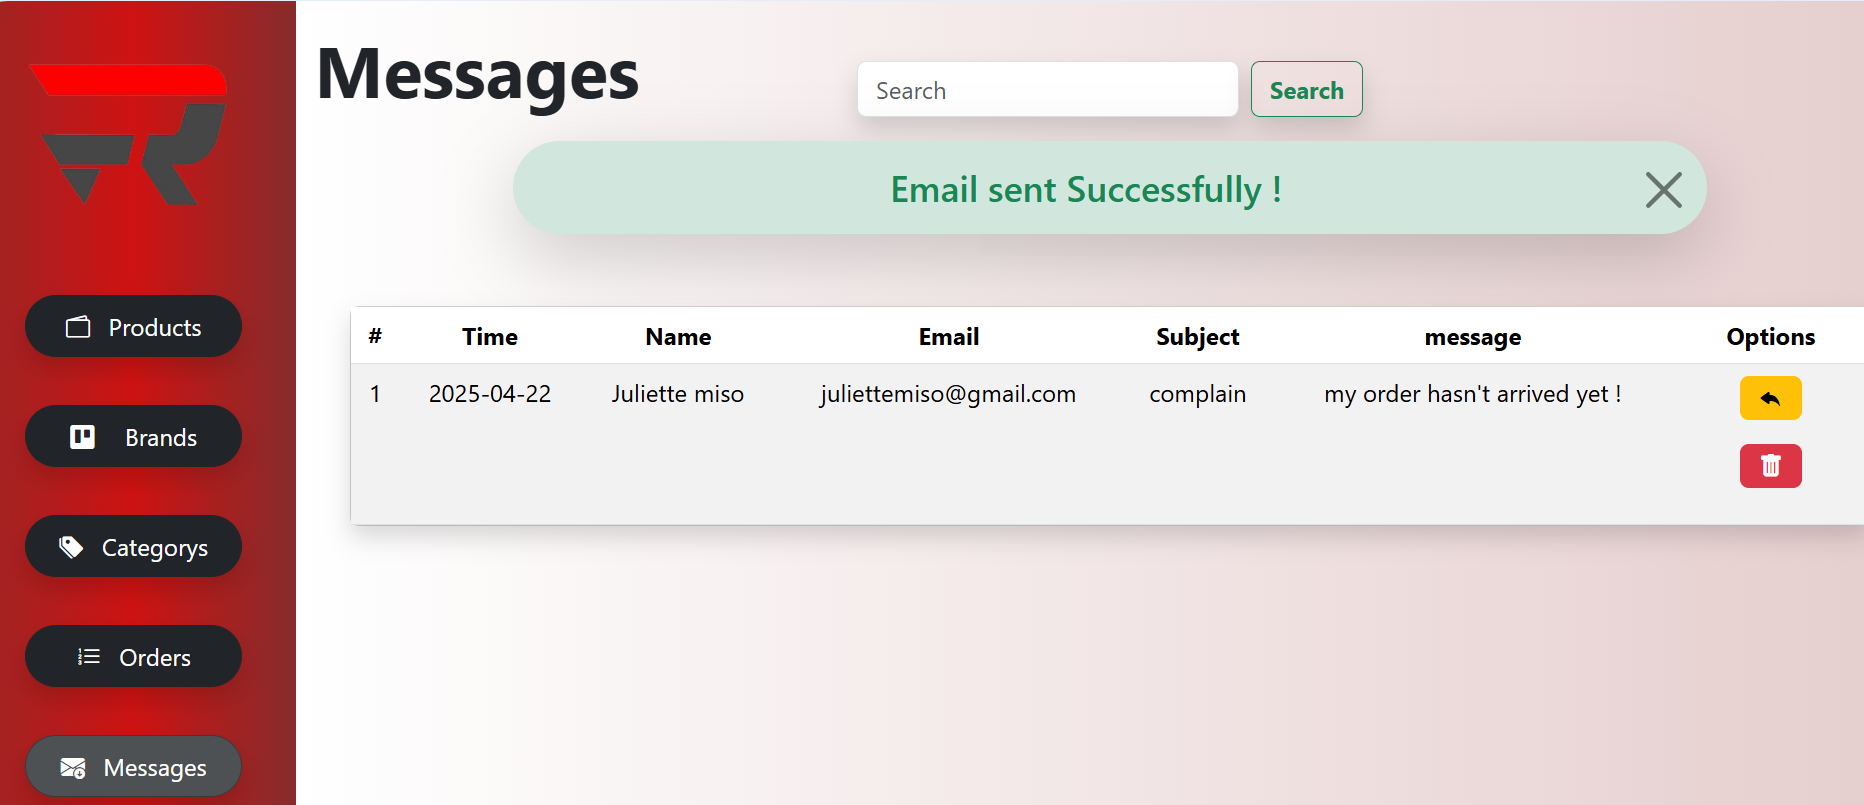 Messages
Search
Search
Email sent Successfully !
Products
Brands
Categorys
Orders
Messages
# Time Name Email Subject message Options
1 2025-04-22 Juliette miso juliettemiso@gmail.com complain my order hasn't arrived yet !